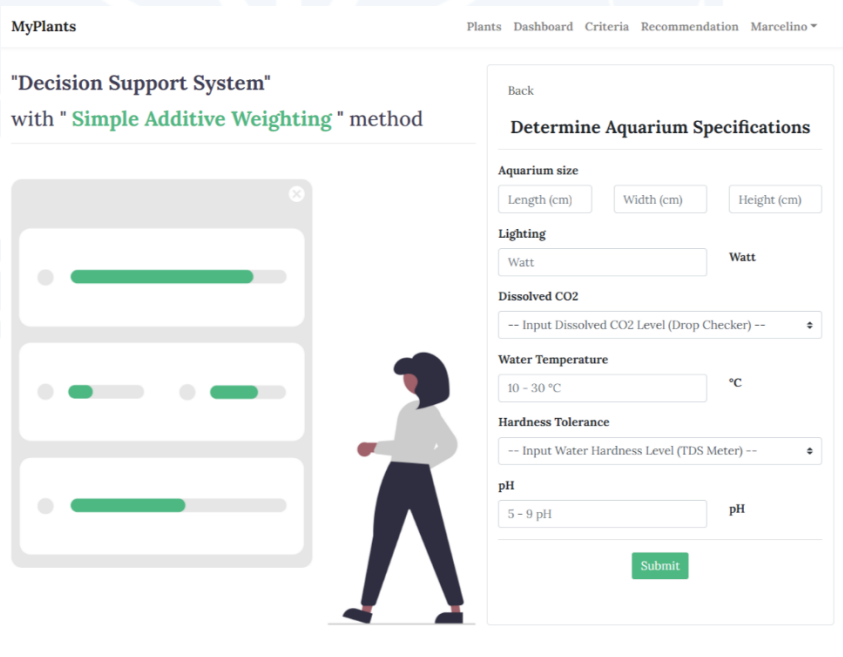 MyPlants
Plants Dashboard Criteria Recommendation Marcelino
"Decision Support System"
with " Simple Additive Weighting " method
Back
Determine Aquarium Specifications
Aquarium size
Length (cm) Width (cm) Height (cm)
Lighting
Watt Watt
Dissolved CO2
-- Input Dissolved CO2 Level (Drop Checker) --
Water Temperature
10 - 30 °C °C
Hardness Tolerance
-- Input Water Hardness Level (TDS Meter) --
pH
5 - 9 pH pH
Submit